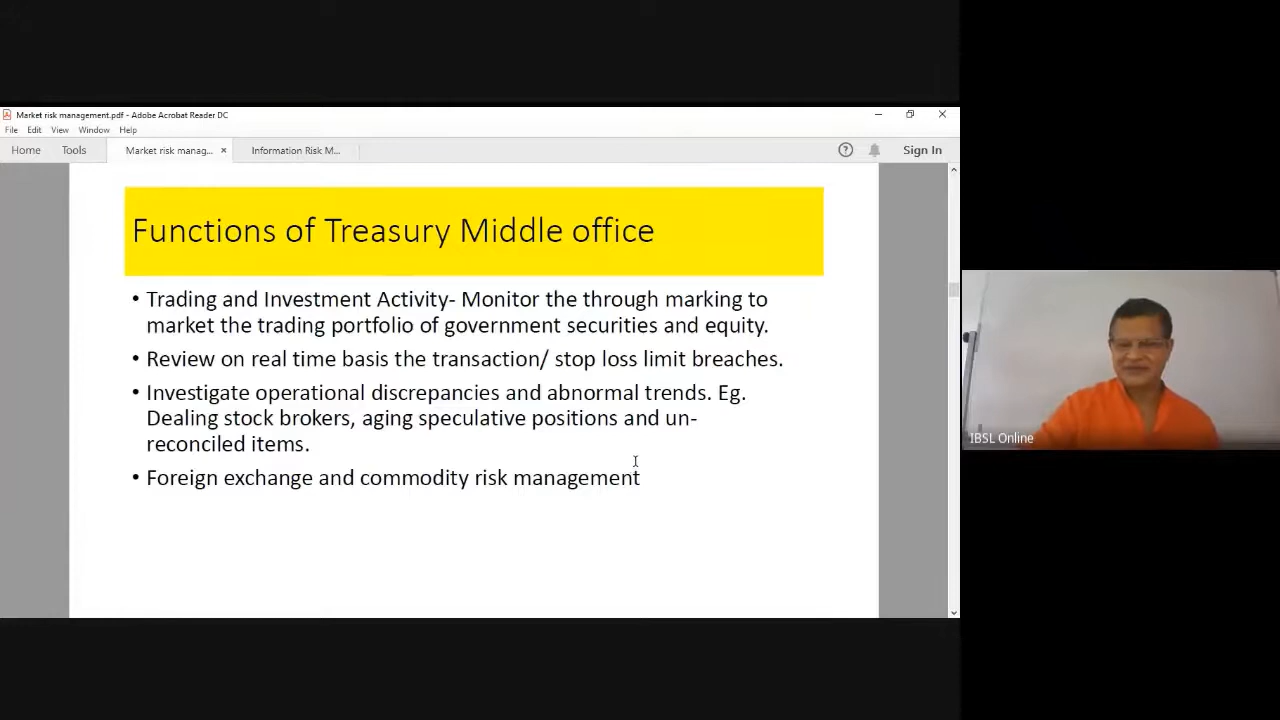 Market risk management.pdf - Adobe Acrobat Reader DC
File Edit View Window Help
Home Tools Market risk manag... × Information Risk M... Sign In
Functions of Treasury Middle office
• Trading and Investment Activity- Monitor the through marking to
market the trading portfolio of government securities and equity.
• Review on real time basis the transaction/ stop loss limit breaches.
• Investigate operational discrepancies and abnormal trends. Eg.
Dealing stock brokers, aging speculative positions and un-
reconciled items.
• Foreign exchange and commodity risk management
IBSL Online